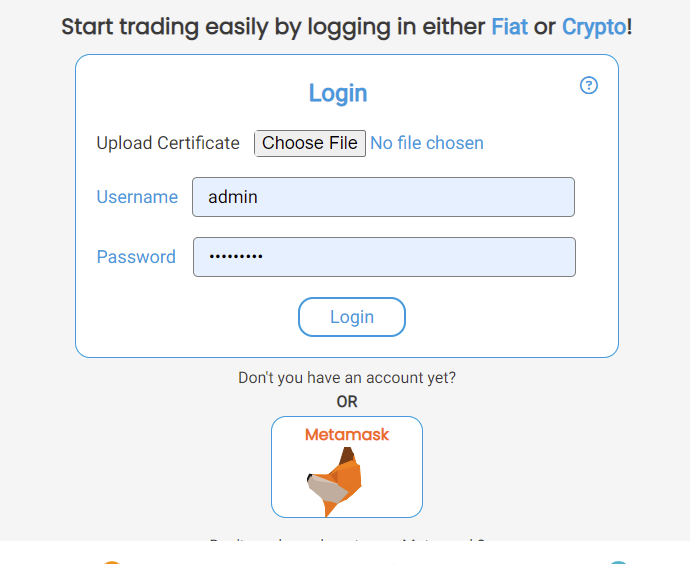 Start trading easily by logging in either Fiat or Crypto!
Login
Upload Certificate Choose File No file chosen
Username admin
Password •••••••••
Login
Don't you have an account yet?
OR
Metamask